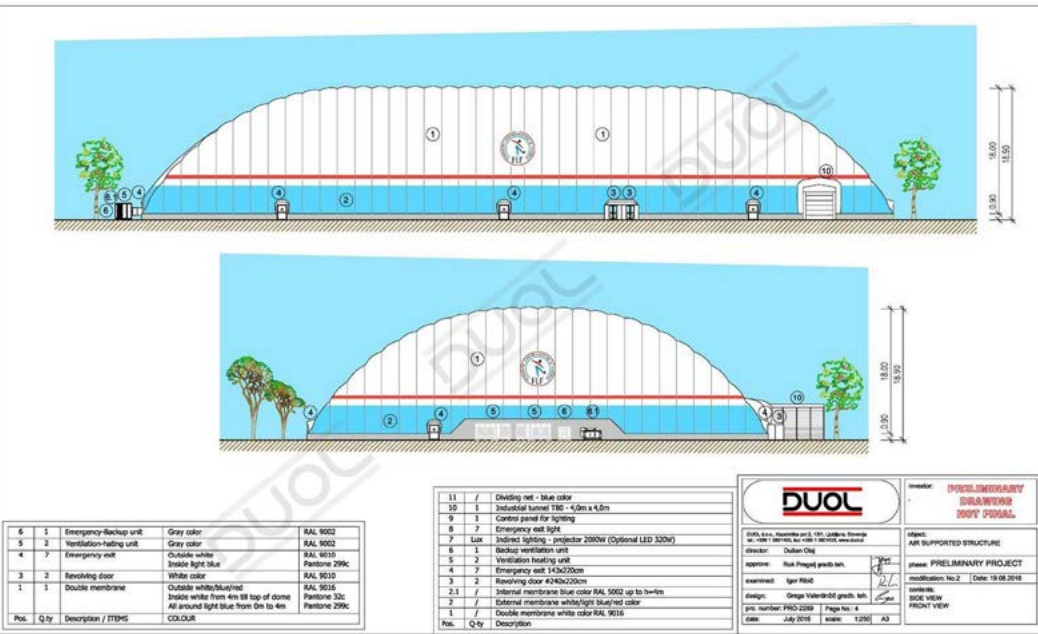 DUOL
1
1
FLF
18.00
18.90
0.90
10
4
5
6
4
2
4
3
3
4
DUOL
1
FLF
18.00
18.90
0.90
10
4
2
4
5
5
6
4
3
DUOL
6 1 Emergency-Backup unit Gray color RAL 9002
5 2 Ventilation-hating unit Gray color RAL 9002
4 7 Emergency exit Outside white RAL 9010
Inside light blue Pantone 299c
3 2 Revolving door White color RAL 9010
1 1 Double membrane Outside white/blue/red RAL 9016
Inside white from 4m till top of dome Pantone 32c
All around light blue from 0m to 4m Pantone 299c
Pos. Q.ty Description / ITEMS COLOUR
11 / Dividing net - blue color
10 1 Industrial tunnel T80 - 4,0m x 4,0m
9 1 Control panel for lighting
8 7 Emergency exit light
7 Lux Indirect lighting - projector 2000W (Optional LED 320W)
6 1 Backup ventilation unit
5 2 Ventilation heating unit
4 7 Emergency exit 143x220cm
3 2 Revolving door #240x220cm
2.1 / Internal membrane blue color RAL 5002 up to h=4m
2 / External membrane white/light blue/red color
1 / Double membrane white color RAL 9016
Pos. Q-ty Description
DUOL
director: Dušan Olaj
approve: Rok Pregelj gredb. teh.
examined: Igor Ribič
design: Grega Valentinčič gredb. teh.
pro. number: PRO-2289 Page No.: 4
date: July 2016 scale: 1:250 A3
investor: PRELIMINARY
DRAWING
NOT FINAL
object:
AIR SUPPORTED STRUCTURE
phase: PRELIMINARY PROJECT
modification: No.2 Date: 19.08.2016
contents:
SIDE VIEW
FRONT VIEW